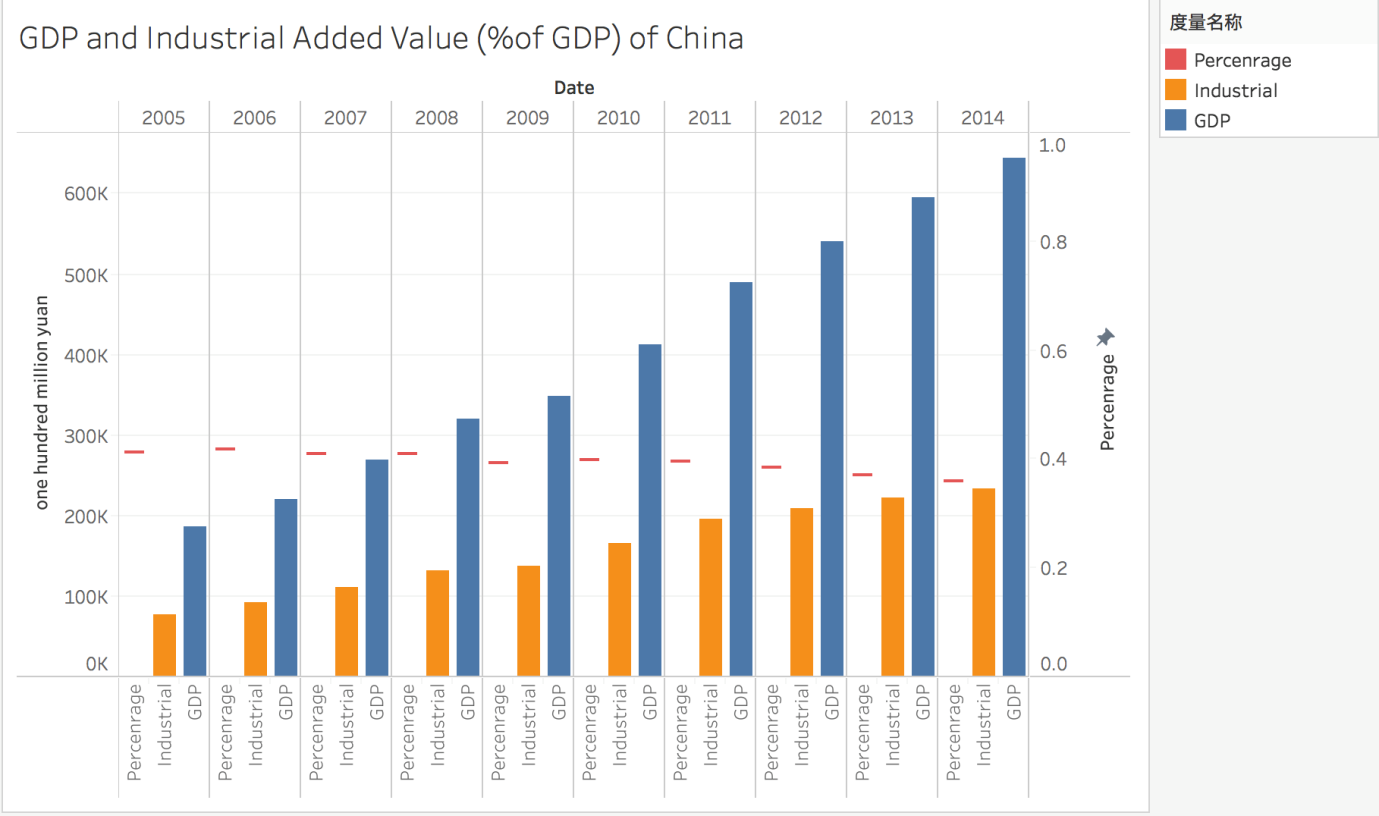 GDP and Industrial Added Value (%of GDP) of China
度量名称
Percenrage
Industrial
GDP
Date
2005 2006 2007 2008 2009 2010 2011 2012 2013 2014
600K
500K
400K
300K
200K
100K
0K
one hundred million yuan
1.0
0.8
0.6
0.4
0.2
0.0
Percenrage
Percenrage Industrial GDP Percenrage Industrial GDP Percenrage Industrial GDP Percenrage Industrial GDP Percenrage Industrial GDP Percenrage Industrial GDP Percenrage Industrial GDP Percenrage Industrial GDP Percenrage Industrial GDP Percenrage Industrial GDP